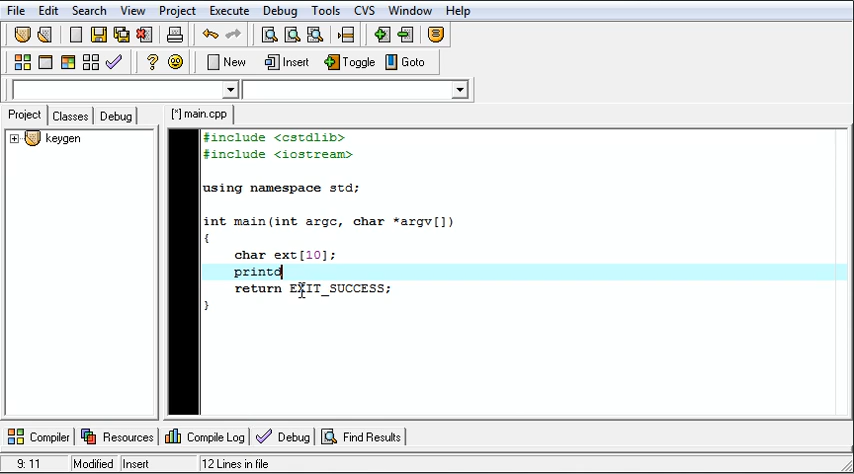 File Edit Search View Project Execute Debug Tools CVS Window Help
New Insert Toggle Goto
Project Classes Debug [*] main.cpp
keygen
#include <cstdlib>
#include <iostream>
using namespace std;
int main(int argc, char *argv[])
{
char ext[10];
printd
return EXIT_SUCCESS;
}
Compiler Resources Compile Log Debug Find Results
9: 11 Modified Insert 12 Lines in file